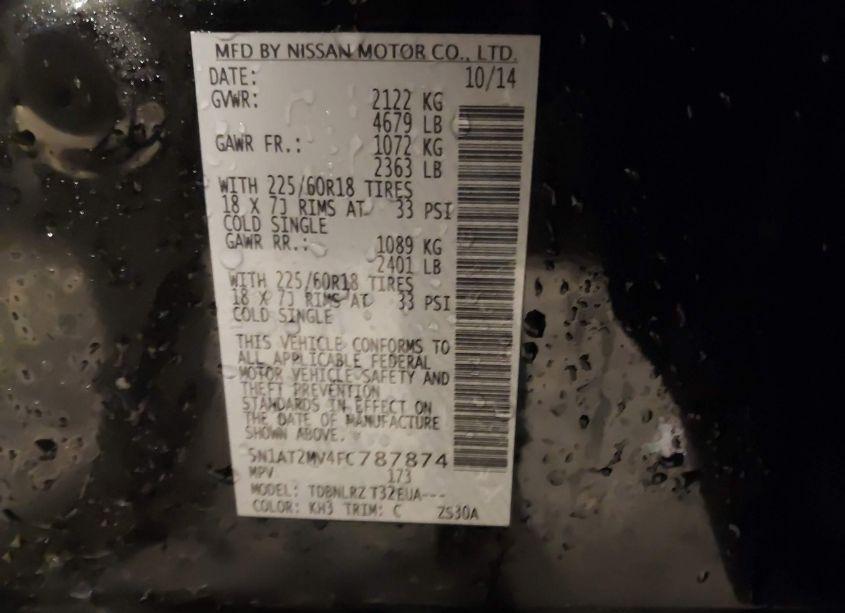 MFD BY NISSAN MOTOR CO., LTD.
DATE: 10/14
GVWR: 2122 KG
4679 LB
GAWR FR.: 1072 KG
2363 LB
WITH 225/60R18 TIRES
18 X 7J RIMS AT 33 PSI
COLD SINGLE
GAWR RR.: 1089 KG
2401 LB
WITH 225/60R18 TIRES
18 X 7J RIMS AT 33 PSI
COLD SINGLE
THIS VEHICLE CONFORMS TO
ALL APPLICABLE FEDERAL
MOTOR VEHICLE SAFETY AND
THEFT PREVENTION
STANDARDS IN EFFECT ON
THE DATE OF MANUFACTURE
SHOWN ABOVE.
5N1AT2MV4FC787874
MPV 173
MODEL: TDBNLRZ T32EUA---
COLOR: KH3 TRIM: C 2S30A